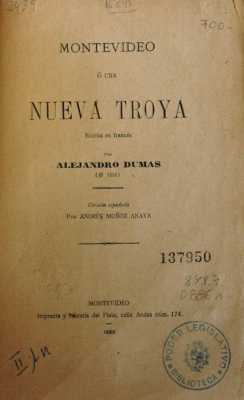 700-
MONTEVIDEO
Ó UNA
NUEVA TROYA
Escrita en francés
POR
ALEJANDRO DUMAS
Versión española
POR ANDRÉS MUÑOZ ANAYA
137950
MONTEVIDEO
Imprenta y Librería del Plata, calle Andes núm. 174.
PODER LEGISLATIVO
BIBLIOTECA